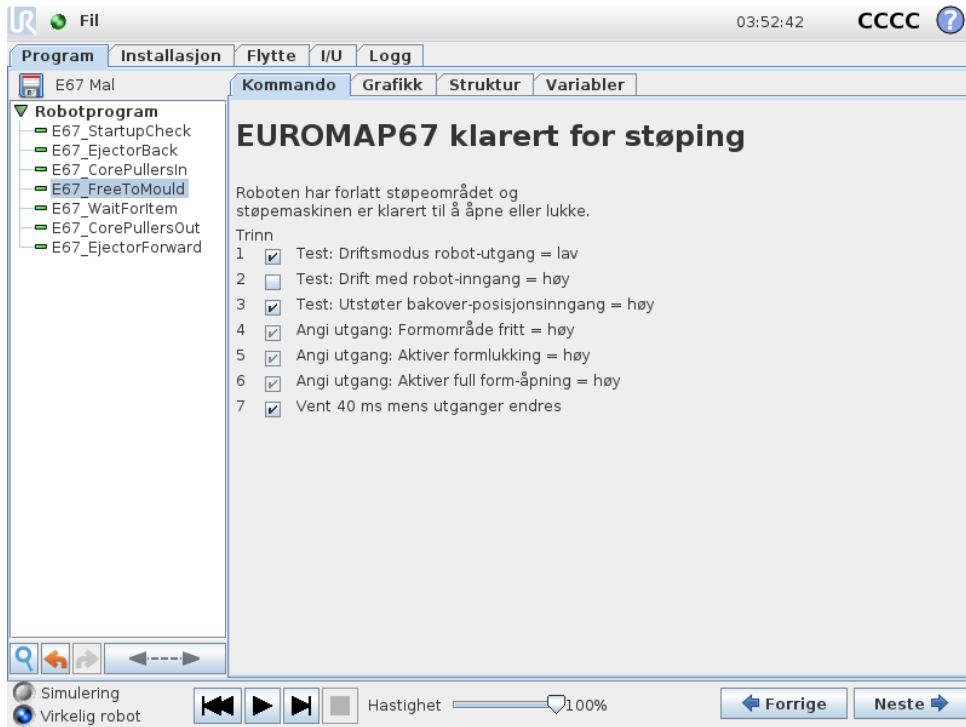 UR
Fil
03:52:42
CCCC
?
Program
Installasjon
Flytte
I/U
Logg
E67 Mal
Kommando
Grafikk
Struktur
Variabler
Robotprogram
E67_StartupCheck
E67_EjectorBack
E67_CorePullersIn
E67_FreeToMould
E67_WaitForItem
E67_CorePullersOut
E67_EjectorForward
EUROMAP67 klarert for støping
Roboten har forlatt støpeområdet og
støpemaskinen er klarert til å åpne eller lukke.
Trinn
1 Test: Driftsmodus robot-utgang = lav
2 Test: Drift med robot-inngang = høy
3 Test: Utstøter bakover-posisjonsinngang = høy
4 Angi utgang: Formområde fritt = høy
5 Angi utgang: Aktiver formlukking = høy
6 Angi utgang: Aktiver full form-åpning = høy
7 Vent 40 ms mens utganger endres
Simulering
Virkelig robot
Hastighet
100%
Forrige
Neste